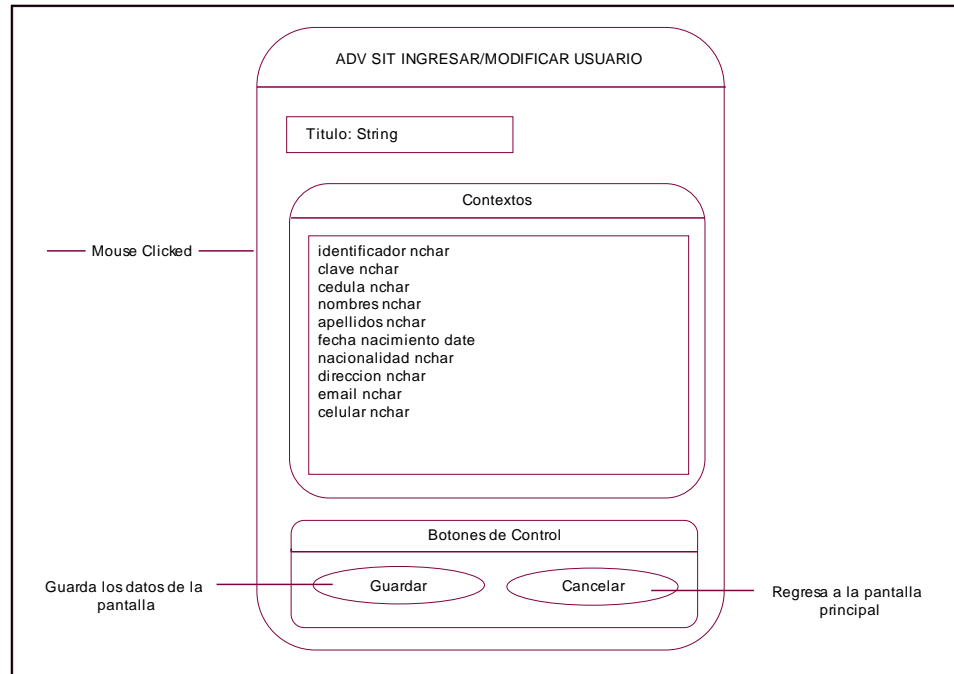 ADV SIT INGRESAR/MODIFICAR USUARIO
Titulo: String
Contextos
Mouse Clicked
identificador nchar
clave nchar
cedula nchar
nombres nchar
apellidos nchar
fecha nacimiento date
nacionalidad nchar
direccion nchar
email nchar
celular nchar
Botones de Control
Guarda los datos de la
pantalla
Guardar
Cancelar
Regresa a la pantalla
principal